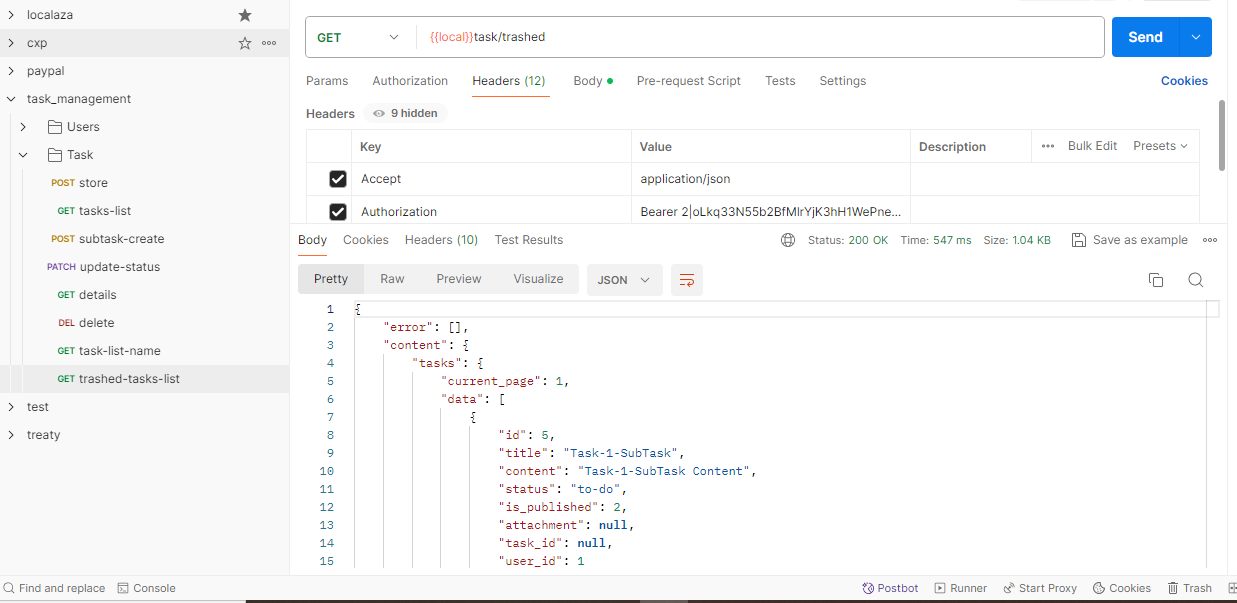 localaza
cxp
paypal
task_management
Users
Task
POST store
GET tasks-list
POST subtask-create
PATCH update-status
GET details
DEL delete
GET task-list-name
GET trashed-tasks-list
test
treaty
GET {{local}}task/trashed Send
Params Authorization Headers (12) Body Pre-request Script Tests Settings Cookies
Headers 9 hidden
Key Value Description Bulk Edit Presets
Accept application/json
Authorization Bearer 2|oLkq33N55b2BfMlrYjK3hH1WePne...
Body Cookies Headers (10) Test Results Status: 200 OK Time: 547 ms Size: 1.04 KB Save as example
Pretty Raw Preview Visualize JSON
1 {
2 "error": [],
3 "content": {
4 "tasks": {
5 "current_page": 1,
6 "data": [
7 {
8 "id": 5,
9 "title": "Task-1-SubTask",
10 "content": "Task-1-SubTask Content",
11 "status": "to-do",
12 "is_published": 2,
13 "attachment": null,
14 "task_id": null,
15 "user_id": 1
Find and replace Console Postbot Runner Start Proxy Cookies Trash